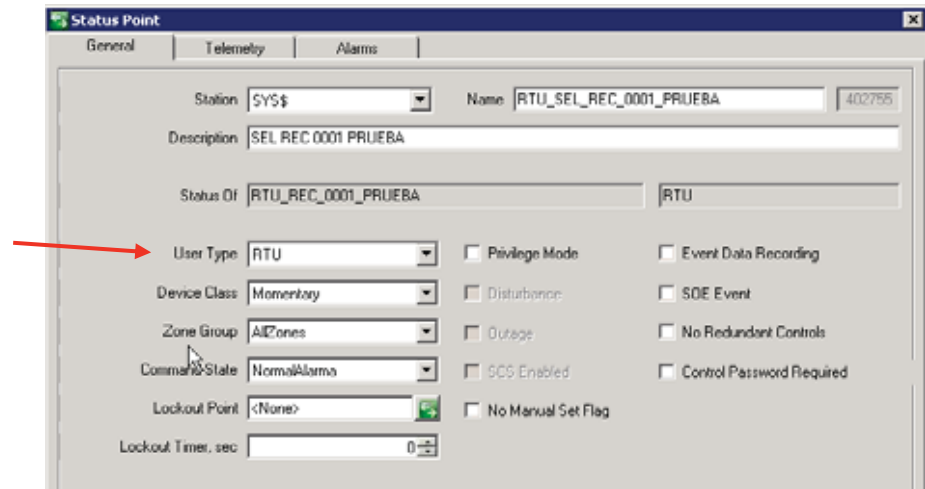 Status Point
General Telemetry Alarms
Station SYS$ Name RTU_SEL_REC_0001_PRUEBA 402755
Description SEL REC 0001 PRUEBA
Status Of RTU_REC_0001_PRUEBA RTU
User Type RTU Privilege Mode Event Data Recording
Device Class Momentary Disturbance SOE Event
Zone Group AllZones Outage No Redundant Controls
Command State NormalAlarma SCS Enabled Control Password Required
Lockout Point <None> No Manual Set Flag
Lockout Timer, sec 0